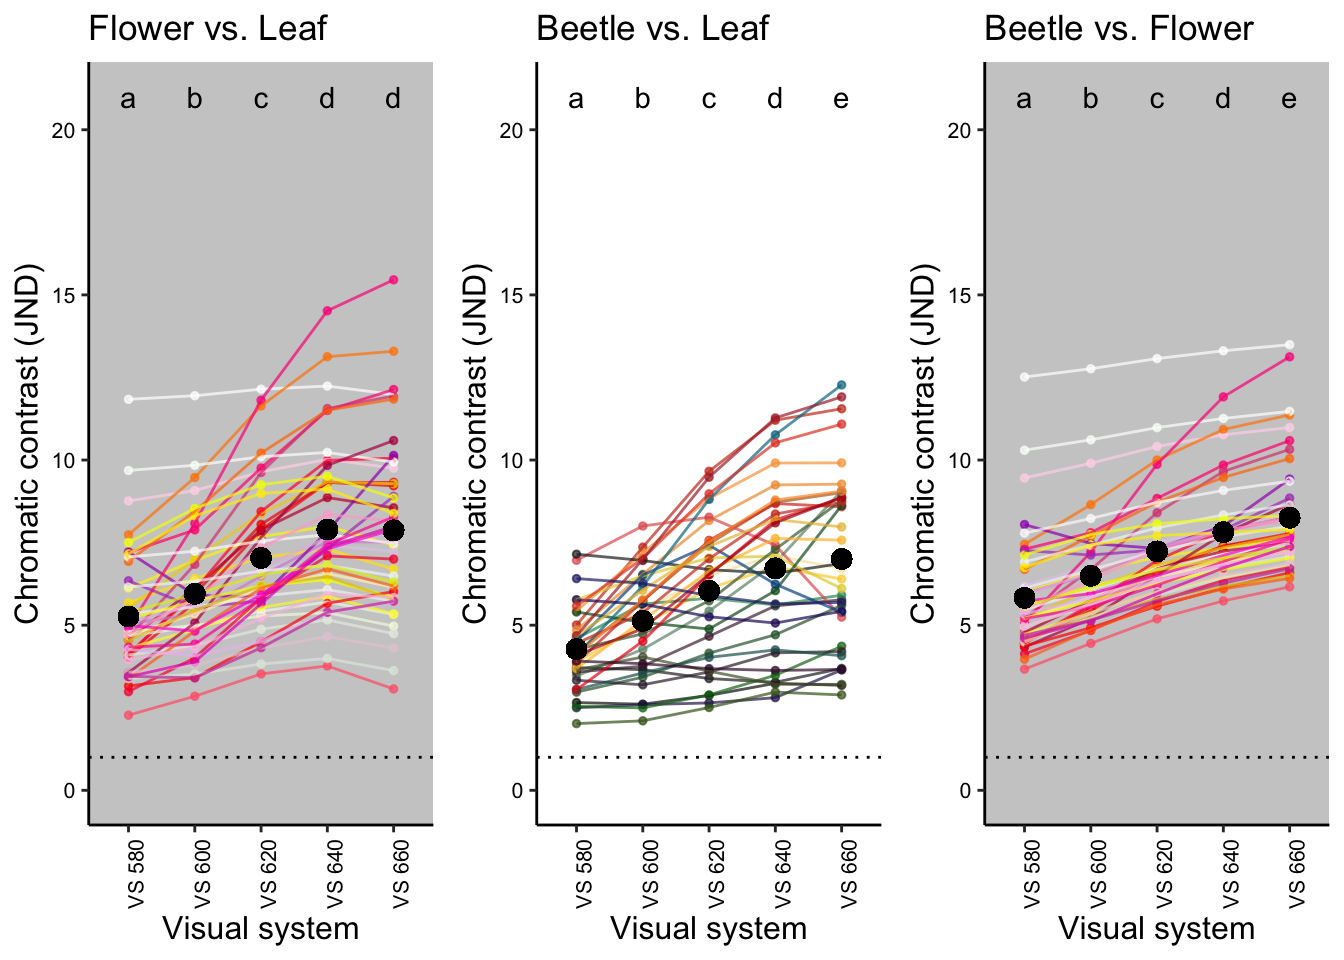 Flower vs. Leaf
Beetle vs. Leaf
Beetle vs. Flower
a b c d d
a b c d e
a b c d e
Chromatic contrast (JND)
20
15
10
5
0
Chromatic contrast (JND)
20
15
10
5
0
Chromatic contrast (JND)
20
15
10
5
0
VS 580
VS 600
VS 620
VS 640
VS 660
VS 580
VS 600
VS 620
VS 640
VS 660
VS 580
VS 600
VS 620
VS 640
VS 660
Visual system
Visual system
Visual system